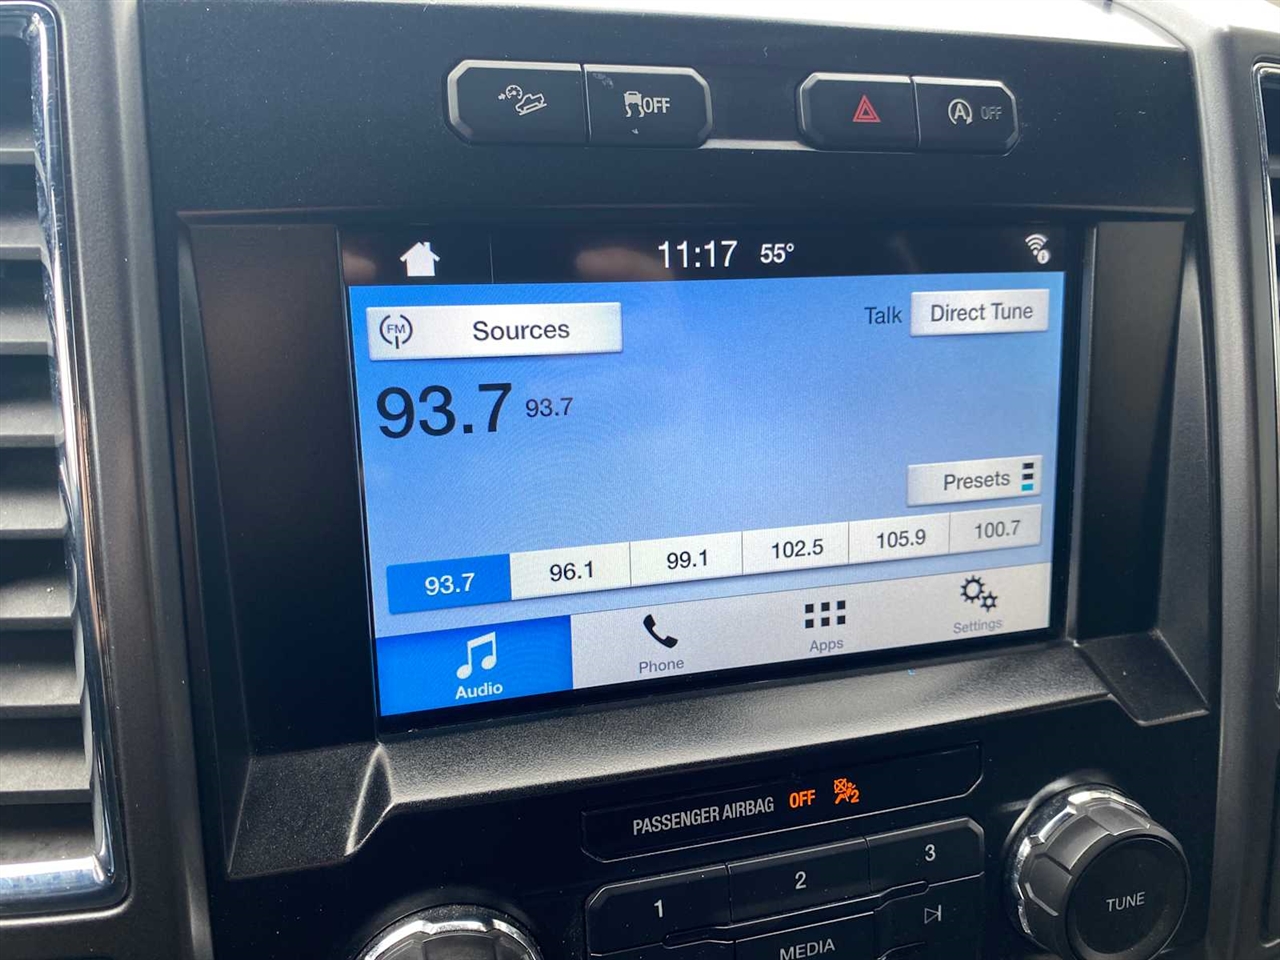 OFF
A OFF
11:17 55°
FM Sources
Talk Direct Tune
93.7 93.7
Presets
93.7 96.1 99.1 102.5 105.9 100.7
Audio Phone Apps Settings
PASSENGER AIRBAG OFF 2
1 2 3
MEDIA
TUNE